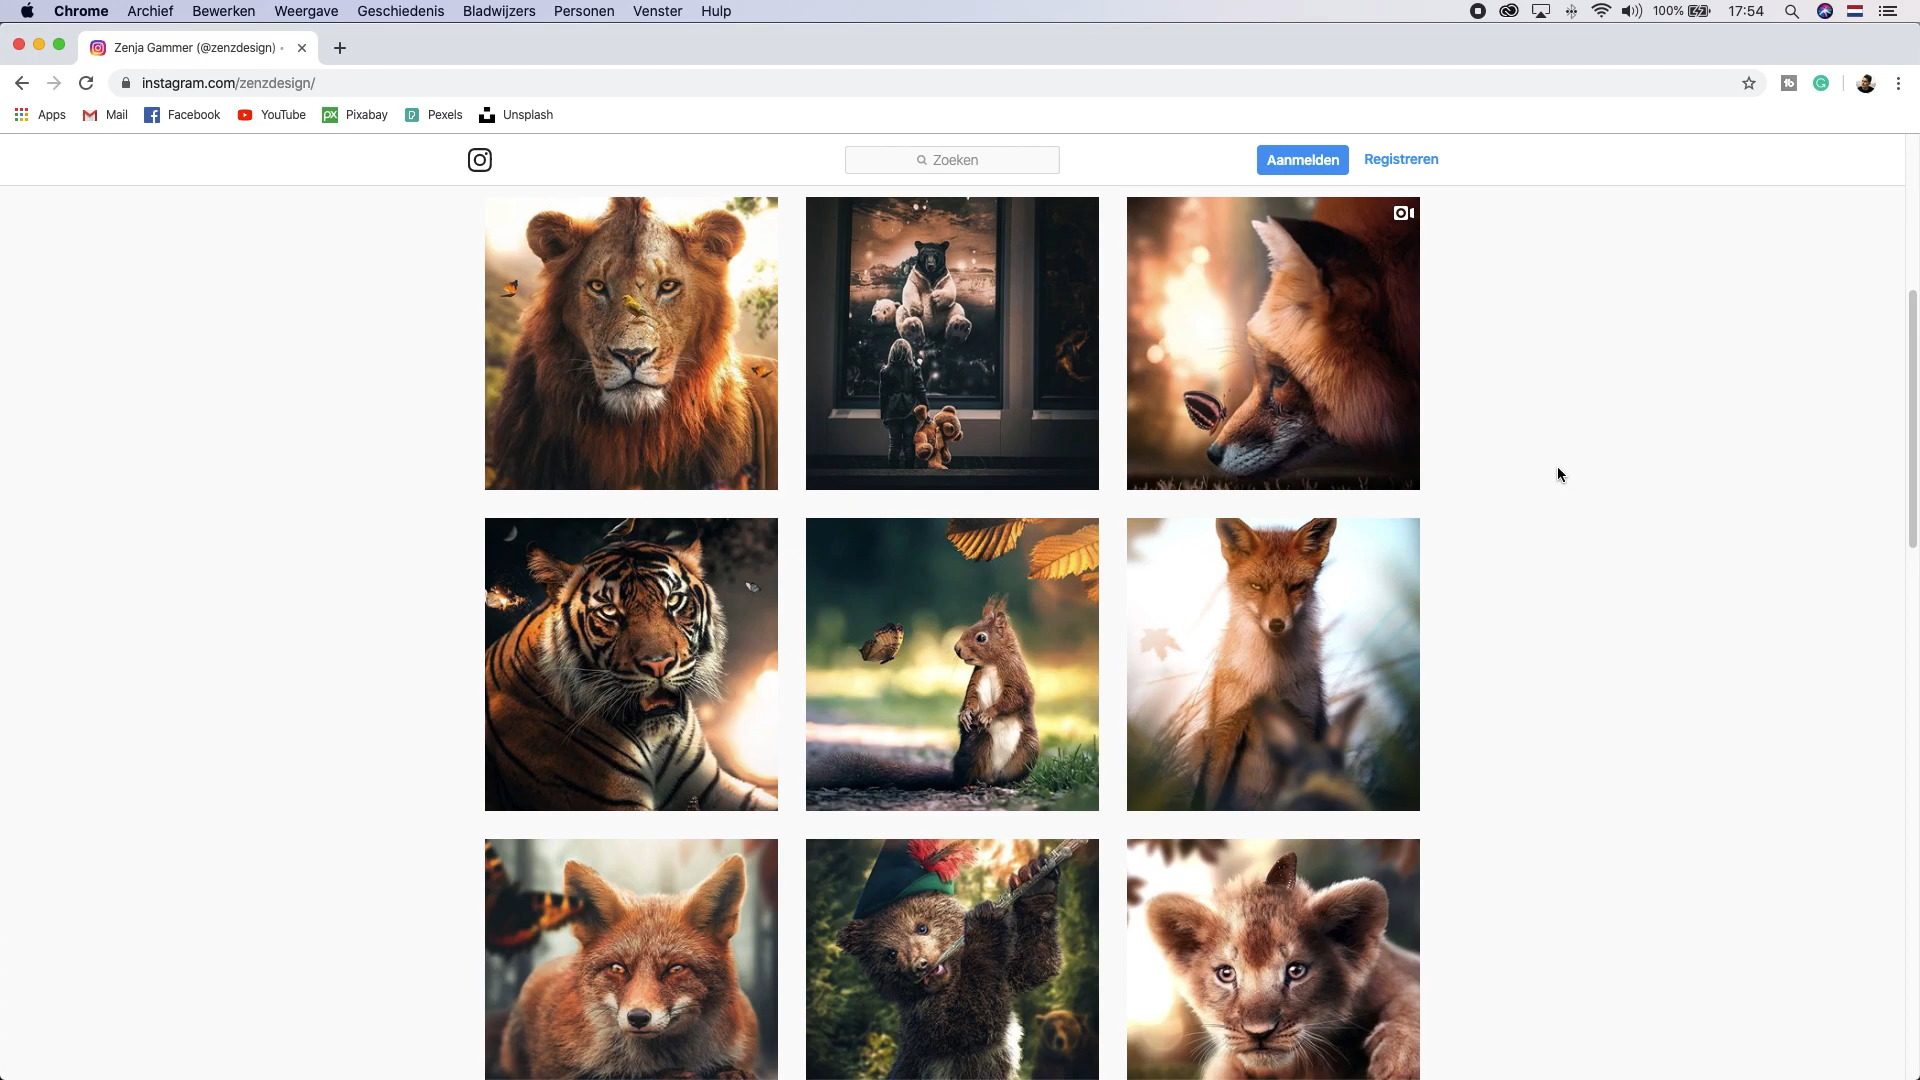 Chrome Archief Bewerken Weergave Geschiedenis Bladwijzers Personen Venster Hulp 100% 17:54
Zenja Gammer (@zenzdesign) •
instagram.com/zenzdesign/
Apps Mail Facebook YouTube Pixabay Pexels Unsplash
Zoeken Aanmelden Registreren